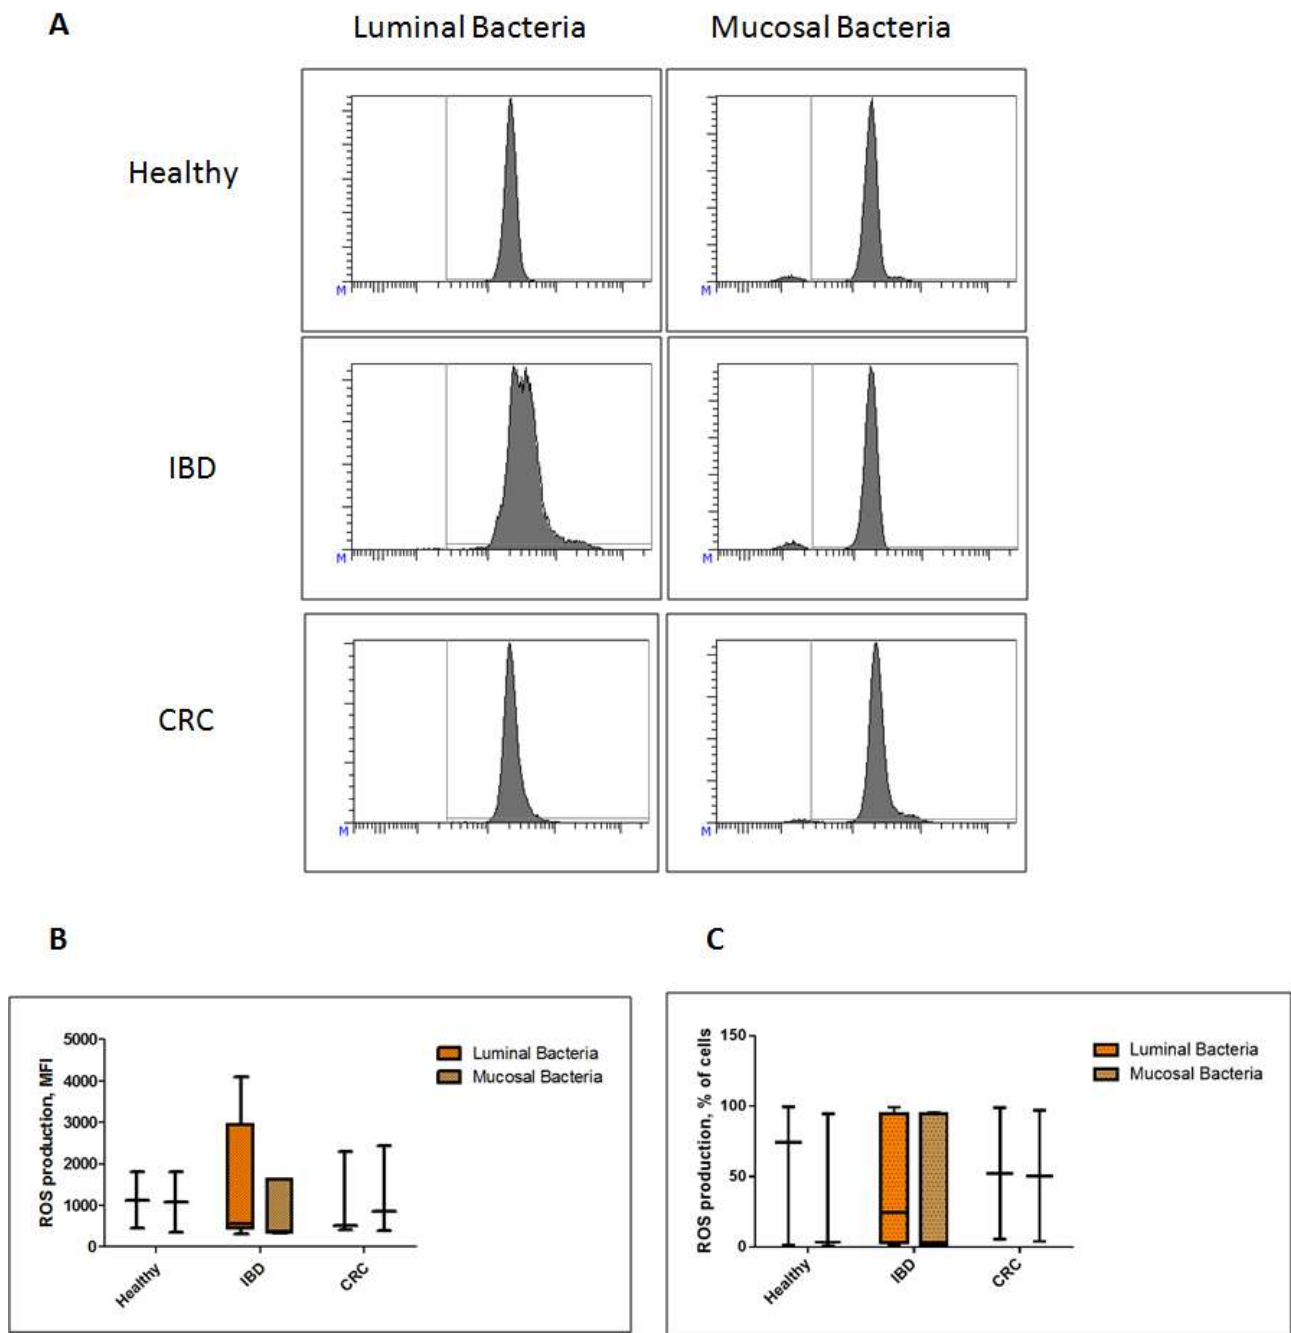 A
Luminal Bacteria
Mucosal Bacteria
Healthy
M
M
IBD
M
M
CRC
M
M
B
C
ROS production, MFI
5000
4000
3000
2000
1000
0
Healthy
IBD
CRC
Luminal Bacteria
Mucosal Bacteria
ROS production, % of cells
150
100
50
0
Healthy
IBD
CRC
Luminal Bacteria
Mucosal Bacteria